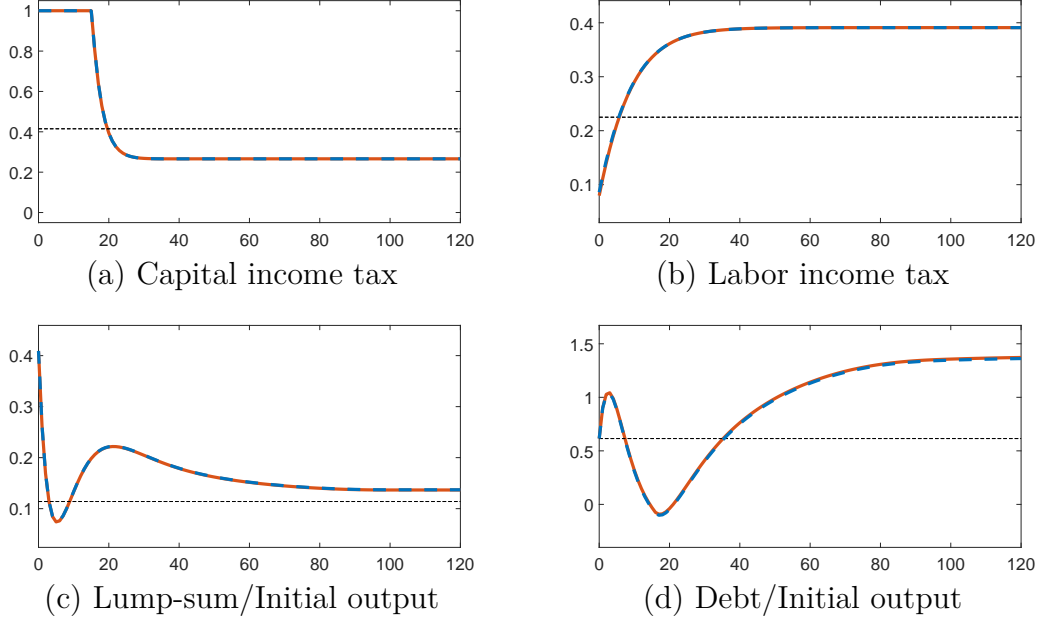 1
0.8
0.6
0.4
0.2
0
0 20 40 60 80 100 120
(a) Capital income tax
0.4
0.3
0.2
0.1
0 20 40 60 80 100 120
(b) Labor income tax
0.4
0.3
0.2
0.1
0 20 40 60 80 100 120
(c) Lump-sum/Initial output
1.5
1
0.5
0
0 20 40 60 80 100 120
(d) Debt/Initial output